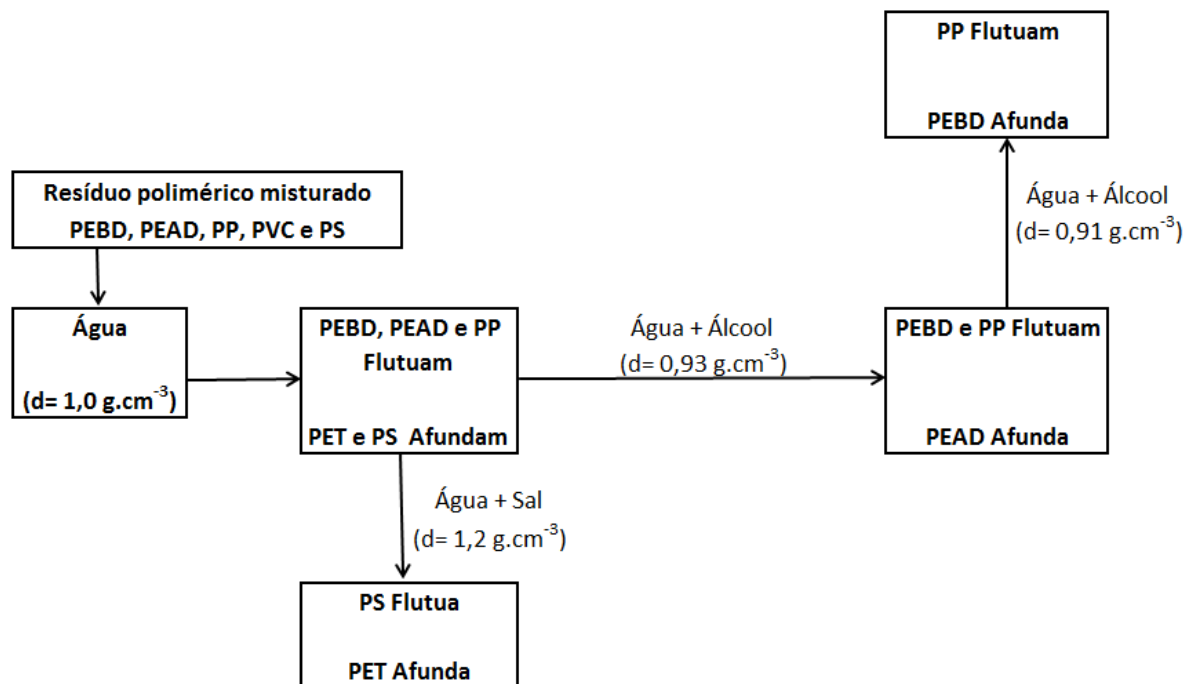 PP Flutuam
PEBD Afunda
Resíduo polimérico misturado
PEBD, PEAD, PP, PVC e PS
Água + Álcool
(d= 0,91 g.cm⁻³)
Água
(d= 1,0 g.cm⁻³)
PEBD, PEAD e PP
Flutuam
PET e PS Afundam
Água + Álcool
(d= 0,93 g.cm⁻³)
PEBD e PP Flutuam
PEAD Afunda
Água + Sal
(d= 1,2 g.cm⁻³)
PS Flutua
PET Afunda